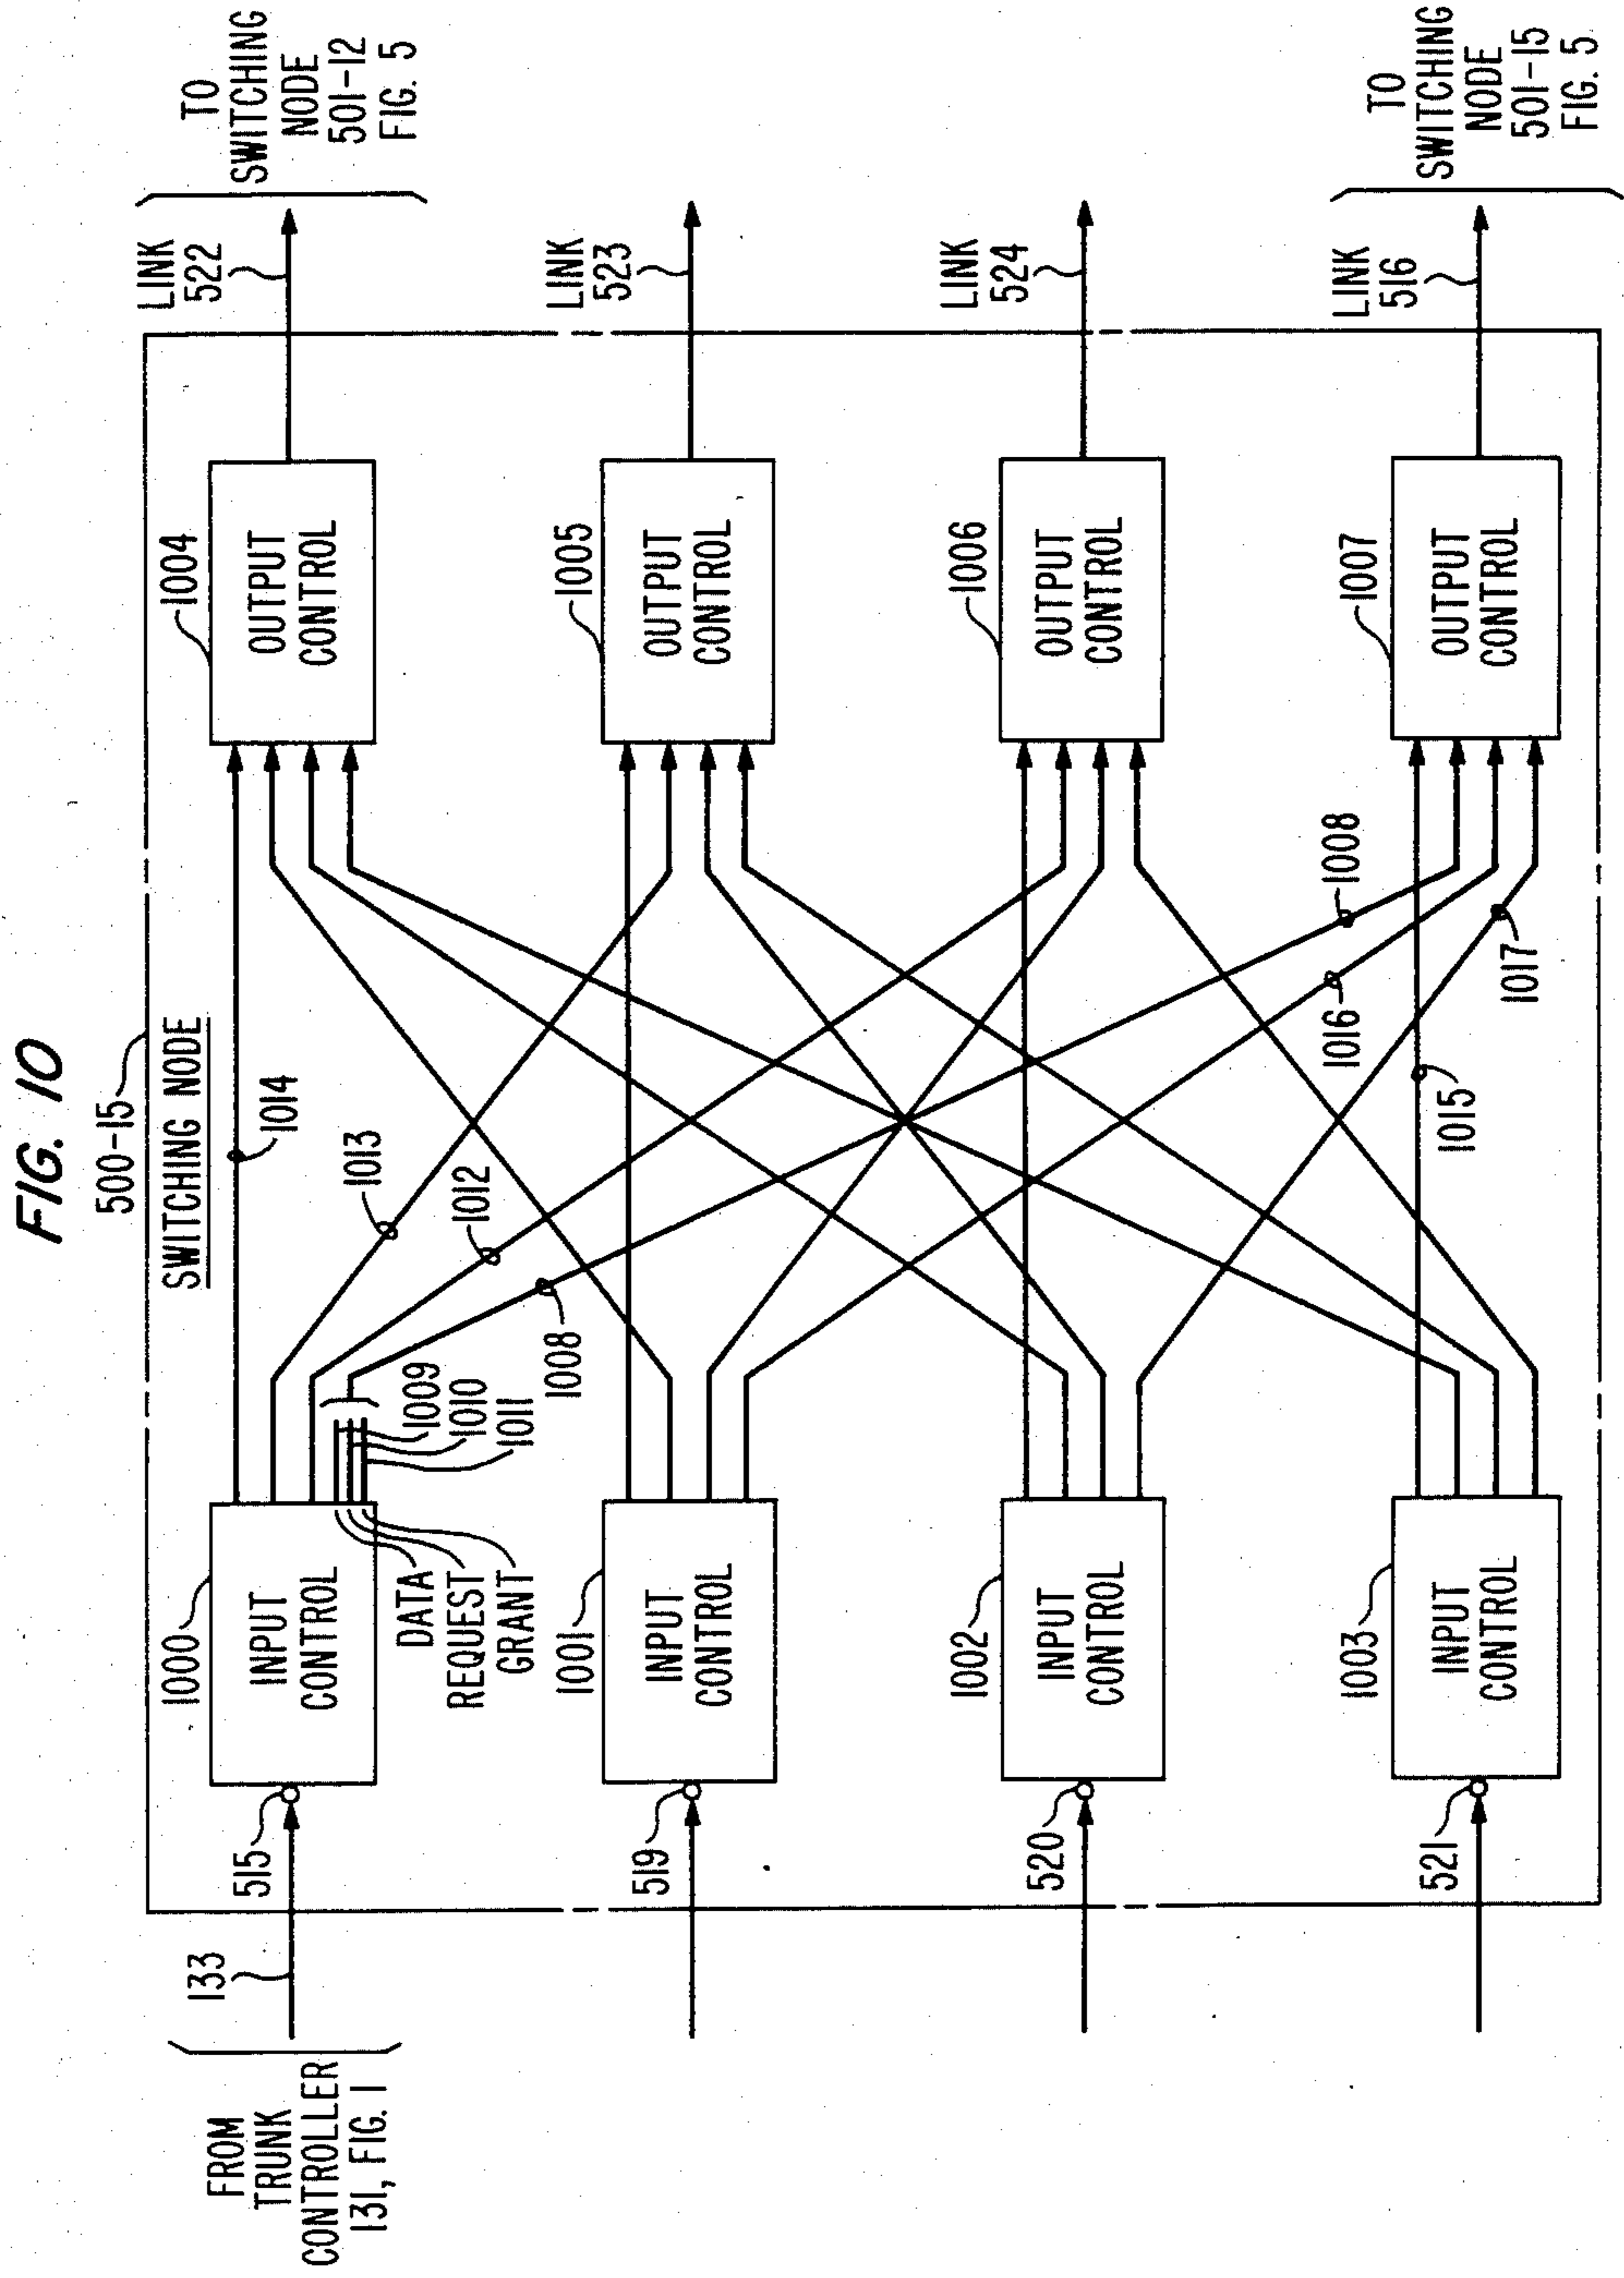 FIG. 10
500-15
SWITCHING NODE
FROM
TRUNK
CONTROLLER
131, FIG. 1
133
515
1000
INPUT
CONTROL
DATA
REQUEST
GRANT
1009
1010
1011
1014
1013
1012
1008
1004
OUTPUT
CONTROL
LINK
522
TO
SWITCHING
NODE
501-12
FIG. 5
519
1001
INPUT
CONTROL
1005
OUTPUT
CONTROL
LINK
523
520
1002
INPUT
CONTROL
1006
OUTPUT
CONTROL
LINK
524
521
1003
INPUT
CONTROL
1015
1016
1008
1017
1007
OUTPUT
CONTROL
LINK
516
TO
SWITCHING
NODE
501-15
FIG. 5